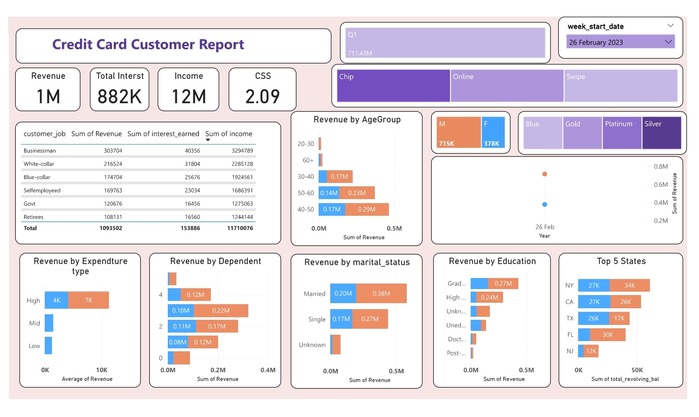 Credit Card Customer Report
Q1
711.43M
week_start_date
26 February 2023
Revenue
1M
Total Interst
882K
Income
12M
CSS
2.09
Chip
Online
Swipe
customer_job Sum of Revenue Sum of interest_earned Sum of income
Businessman 303704 40356 3294789
White-collar 216524 31804 2285128
Blue-collar 174704 25676 1924561
Selfemployeed 169763 23034 1686391
Govt 120676 16456 1275063
Retirees 108131 16560 1244144
Total 1093502 153886 11710076
Revenue by AgeGroup
20-30
60+
30-40 0.17M
50-60 0.14M 0.23M
40-50 0.17M 0.29M
0.0M 0.5M
Sum of Revenue
M
715K
F
378K
Blue
Gold
Platinum
Silver
0.8M
0.6M
0.4M
0.2M
Sum of Revenue
26 Feb
Year
Revenue by Expenduture
type
High 4K 7K
Mid
Low
0K 10K
Average of Revenue
Revenue by Dependent
4 0.12M
0.10M 0.22M
2 0.11M 0.17M
0.08M 0.12M
0
0.0M 0.2M 0.4M
Sum of Revenue
Revenue by marital_status
Married 0.20M 0.38M
Single 0.17M 0.27M
Unknown
0.0M 0.5M
Sum of Revenue
Revenue by Education
Grad... 0.27M
High ... 0.24M
Unkn...
Uned...
Doct...
Post-...
0.0M 0.5M
Sum of Revenue
Top 5 States
NY 27K 34K
CA 27K 26K
TX 26K 17K
FL 30K
NJ 12K
0K 50K
Sum of total_revolving_bal